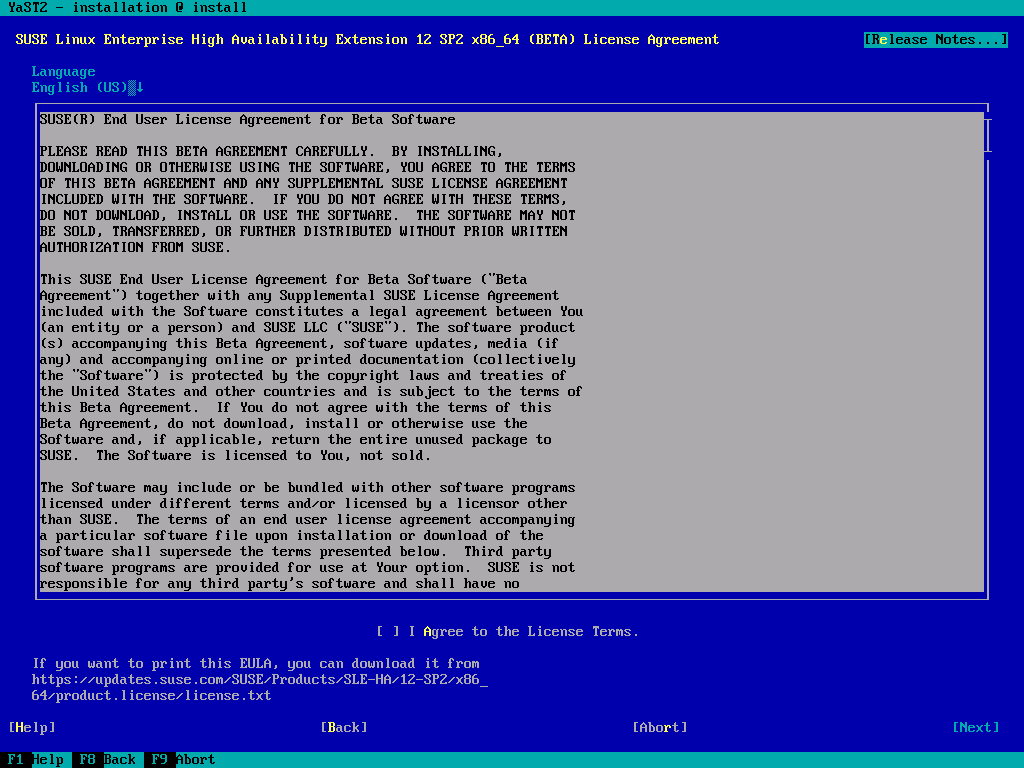 YaST2 - installation @ install
SUSE Linux Enterprise High Availability Extension 12 SP2 x86_64 (BETA) License Agreement [Release Notes...]
Language
English (US)▒↓
SUSE(R) End User License Agreement for Beta Software
PLEASE READ THIS BETA AGREEMENT CAREFULLY.  BY INSTALLING,
DOWNLOADING OR OTHERWISE USING THE SOFTWARE, YOU AGREE TO THE TERMS
OF THIS BETA AGREEMENT AND ANY SUPPLEMENTAL SUSE LICENSE AGREEMENT
INCLUDED WITH THE SOFTWARE.  IF YOU DO NOT AGREE WITH THESE TERMS,
DO NOT DOWNLOAD, INSTALL OR USE THE SOFTWARE.  THE SOFTWARE MAY NOT
BE SOLD, TRANSFERRED, OR FURTHER DISTRIBUTED WITHOUT PRIOR WRITTEN
AUTHORIZATION FROM SUSE.
This SUSE End User License Agreement for Beta Software ("Beta
Agreement") together with any Supplemental SUSE License Agreement
included with the Software constitutes a legal agreement between You
(an entity or a person) and SUSE LLC ("SUSE"). The software product
(s) accompanying this Beta Agreement, software updates, media (if
any) and accompanying online or printed documentation (collectively
the "Software") is protected by the copyright laws and treaties of
the United States and other countries and is subject to the terms of
this Beta Agreement.  If You do not agree with the terms of this
Beta Agreement, do not download, install or otherwise use the
Software and, if applicable, return the entire unused package to
SUSE.  The Software is licensed to You, not sold.
The Software may include or be bundled with other software programs
licensed under different terms and/or licensed by a licensor other
than SUSE.  The terms of an end user license agreement accompanying
a particular software file upon installation or download of the
software shall supersede the terms presented below.  Third party
software programs are provided for use at Your option.  SUSE is not
responsible for any third party's software and shall have no
[ ] I Agree to the License Terms.
If you want to print this EULA, you can download it from
https://updates.suse.com/SUSE/Products/SLE-HA/12-SP2/x86_
64/product.license/license.txt
[Help] [Back] [Abort] [Next]
F1 Help F8 Back F9 Abort